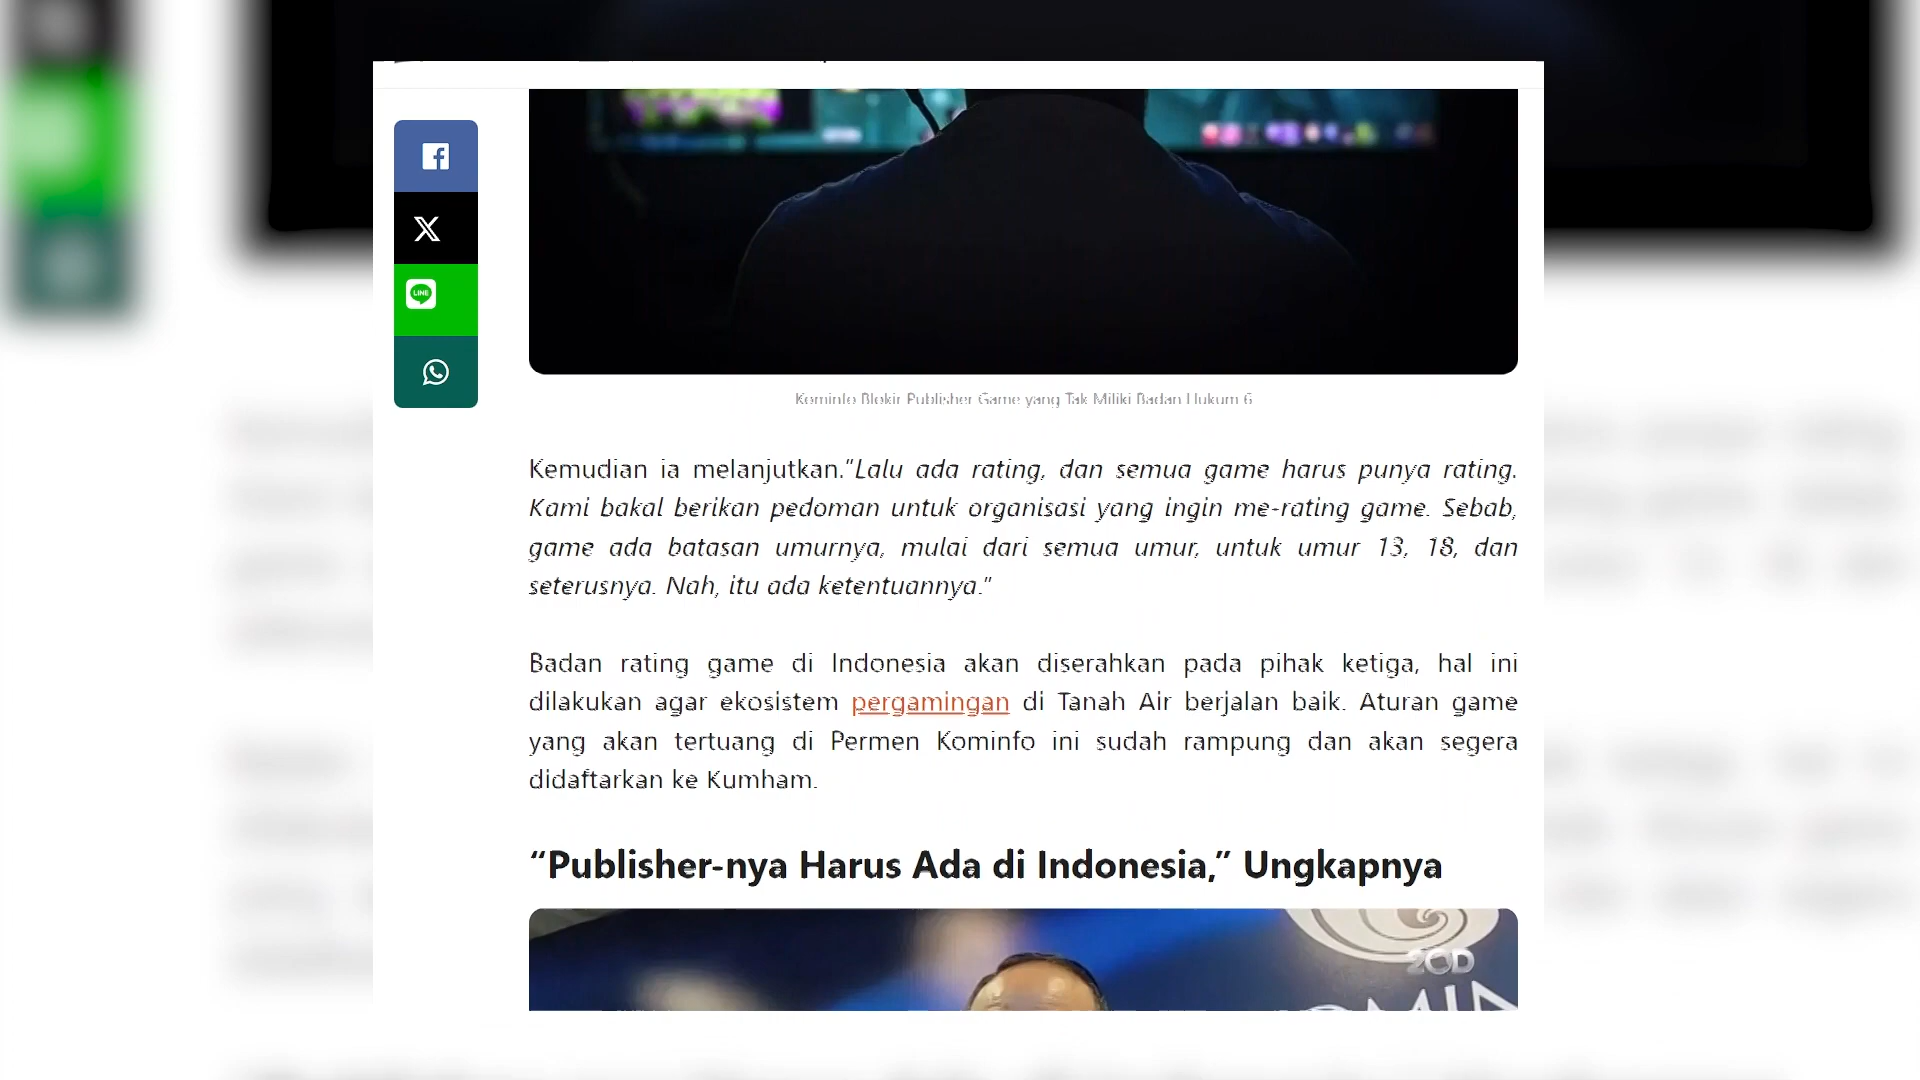 LINE
Kominfo Blokir Publisher Game yang Tak Miliki Badan Hukum 6
Kemudian ia melanjutkan."Lalu ada rating, dan semua game harus punya rating.
Kami bakal berikan pedoman untuk organisasi yang ingin me-rating game. Sebab,
game ada batasan umurnya, mulai dari semua umur, untuk umur 13, 18, dan
seterusnya. Nah, itu ada ketentuannya."
Badan rating game di Indonesia akan diserahkan pada pihak ketiga, hal ini
dilakukan agar ekosistem pergamingan di Tanah Air berjalan baik. Aturan game
yang akan tertuang di Permen Kominfo ini sudah rampung dan akan segera
didaftarkan ke Kumham.
“Publisher-nya Harus Ada di Indonesia,” Ungkapnya